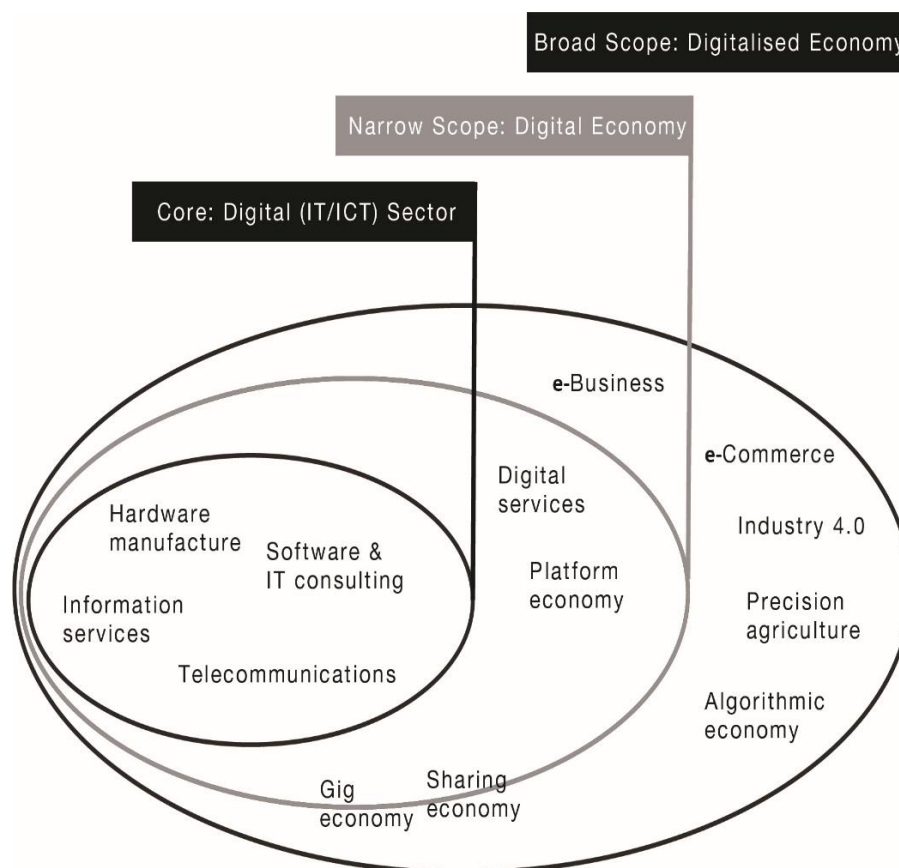 Broad Scope: Digitalised Economy
Narrow Scope: Digital Economy
Core: Digital (IT/ICT) Sector
e-Business
e-Commerce
Digital
services
Hardware
manufacture
Industry 4.0
Software &
IT consulting
Platform
economy
Information
services
Precision
agriculture
Telecommunications
Algorithmic
economy
Gig
economy
Sharing
economy